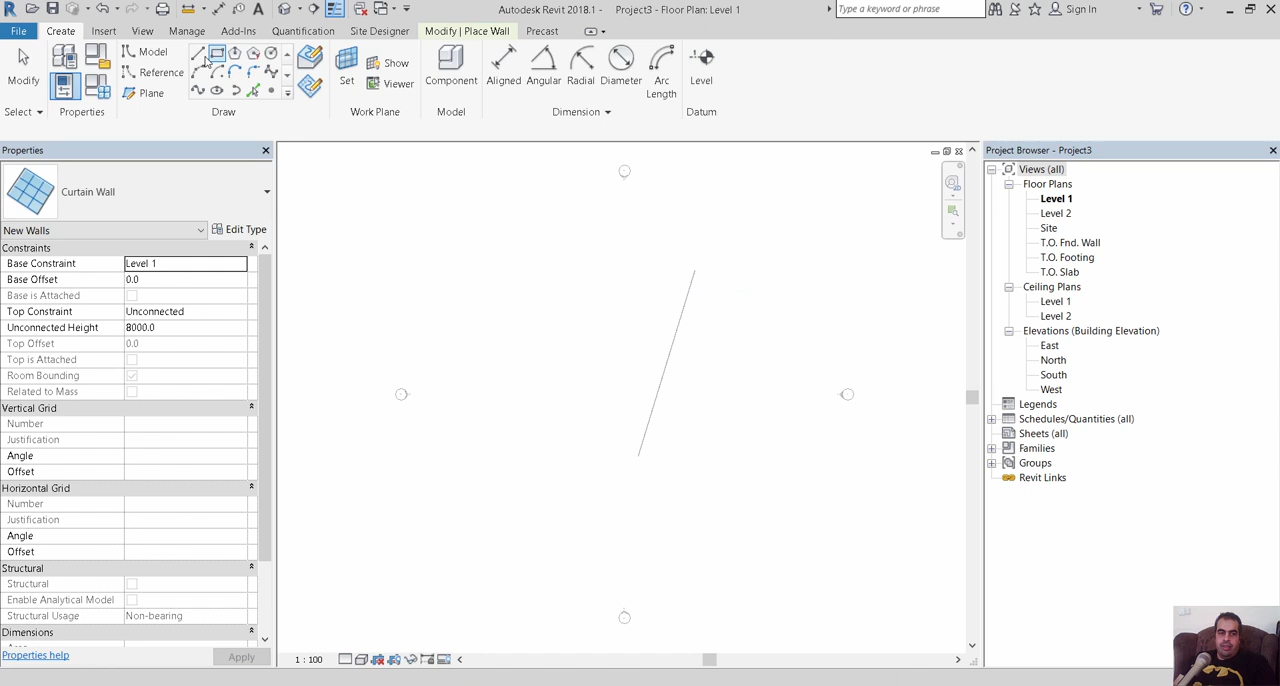 Autodesk Revit 2018.1 - Project3 - Floor Plan: Level 1
Type a keyword or phrase
Sign In
File Create Insert View Manage Add-Ins Quantification Site Designer Modify | Place Wall Precast
Modify
Model
Reference
Plane
Set
Show
Viewer
Component
Aligned
Angular
Radial
Diameter
Arc
Length
Level
Select
Properties
Draw
Work Plane
Model
Dimension
Datum
Properties
Curtain Wall
New Walls
Edit Type
Constraints
Base Constraint Level 1
Base Offset 0.0
Base is Attached
Top Constraint Unconnected
Unconnected Height 8000.0
Top Offset 0.0
Top is Attached
Room Bounding
Related to Mass
Vertical Grid
Number
Justification
Angle
Offset
Horizontal Grid
Number
Justification
Angle
Offset
Structural
Structural
Enable Analytical Model
Structural Usage Non-bearing
Dimensions
Properties help
Apply
1 : 100
Project Browser - Project3
Views (all)
Floor Plans
Level 1
Level 2
Site
T.O. Fnd. Wall
T.O. Footing
T.O. Slab
Ceiling Plans
Level 1
Level 2
Elevations (Building Elevation)
East
North
South
West
Legends
Schedules/Quantities (all)
Sheets (all)
Families
Groups
Revit Links